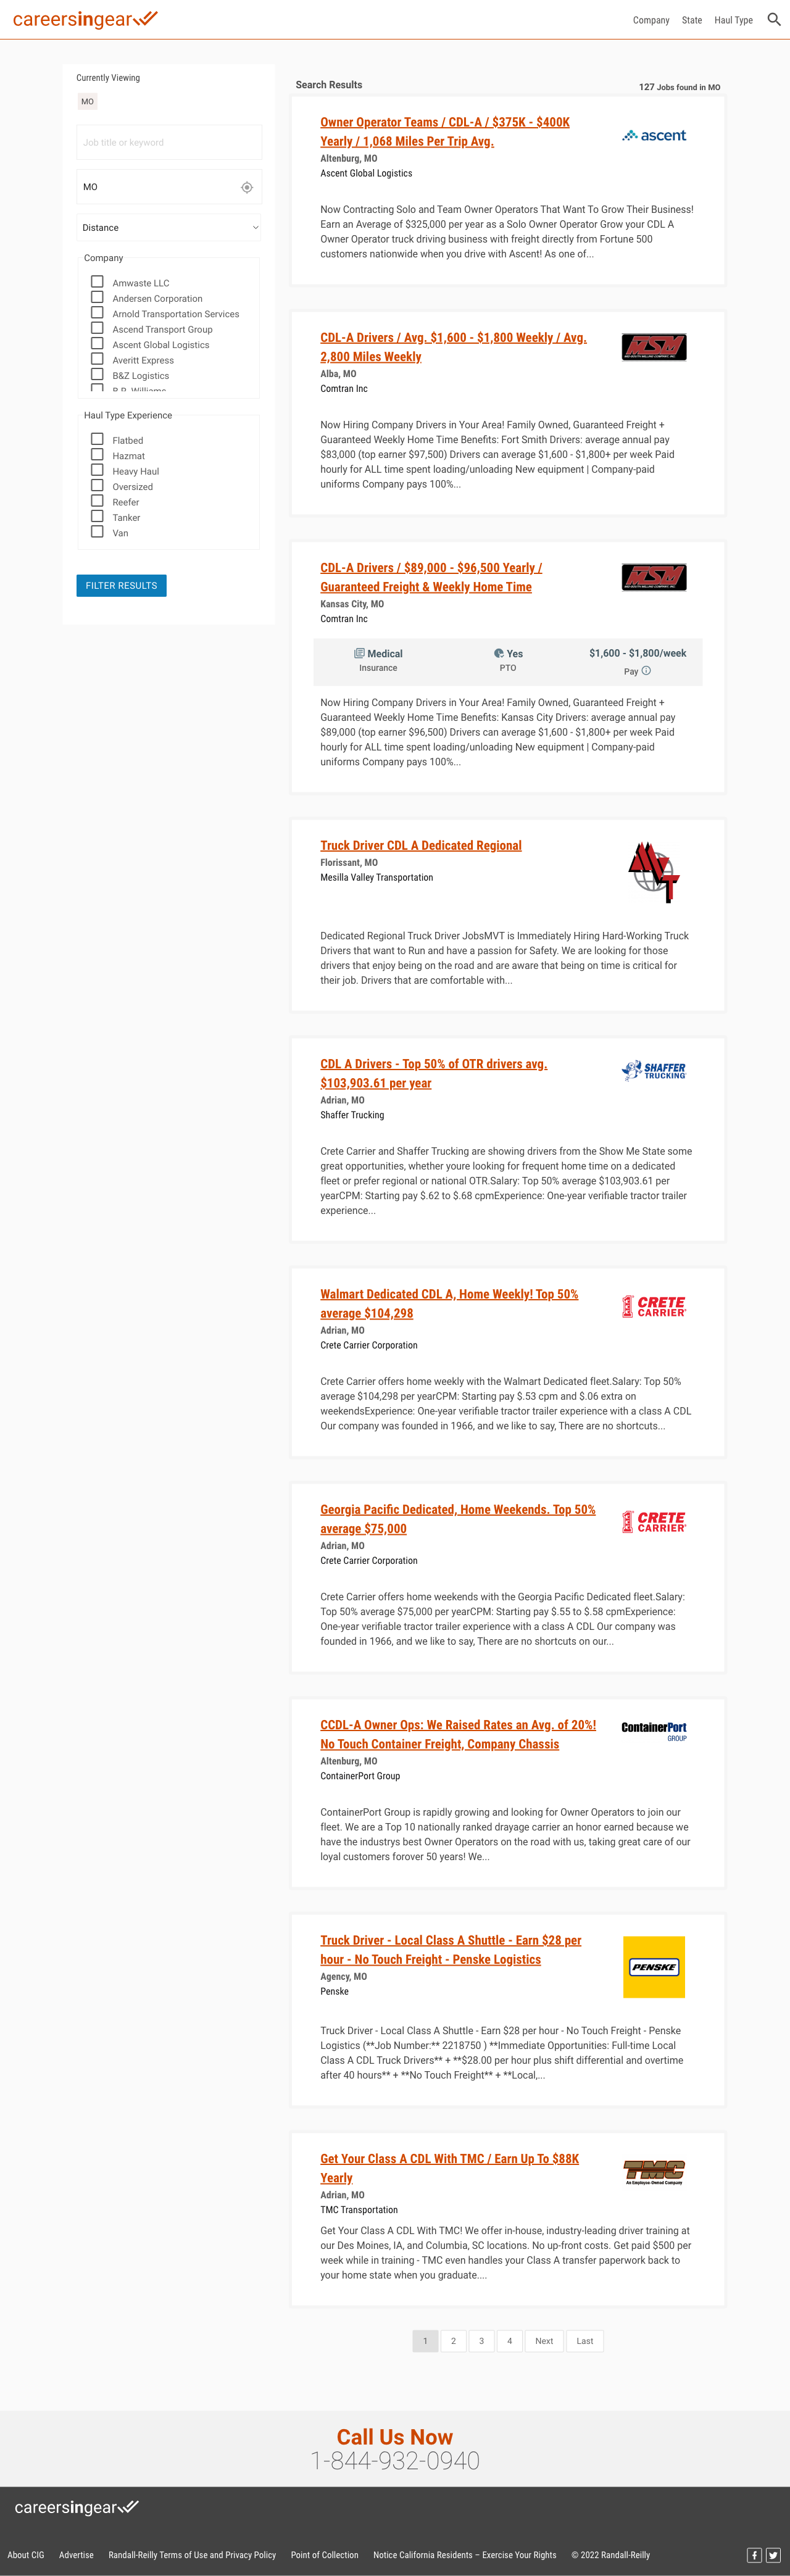 careersingear
Company State Haul Type
Currently Viewing
MO
Job title or keyword
MO
Distance
Company
Amwaste LLC
Andersen Corporation
Arnold Transportation Services
Ascend Transport Group
Ascent Global Logistics
Averitt Express
B&Z Logistics
B.R. Williams
Haul Type Experience
Flatbed
Hazmat
Heavy Haul
Oversized
Reefer
Tanker
Van
FILTER RESULTS
Search Results
127 Jobs found in MO
Owner Operator Teams / CDL-A / $375K - $400K
Yearly / 1,068 Miles Per Trip Avg.
ascent
Altenburg, MO
Ascent Global Logistics
Now Contracting Solo and Team Owner Operators That Want To Grow Their Business!
Earn an Average of $325,000 per year as a Solo Owner Operator Grow your CDL A
Owner Operator truck driving business with freight directly from Fortune 500
customers nationwide when you drive with Ascent! As one of...
CDL-A Drivers / Avg. $1,600 - $1,800 Weekly / Avg.
2,800 Miles Weekly
MSM
Alba, MO
Comtran Inc
Now Hiring Company Drivers in Your Area! Family Owned, Guaranteed Freight +
Guaranteed Weekly Home Time Benefits: Fort Smith Drivers: average annual pay
$83,000 (top earner $97,500) Drivers can average $1,600 - $1,800+ per week Paid
hourly for ALL time spent loading/unloading New equipment | Company-paid
uniforms Company pays 100%...
CDL-A Drivers / $89,000 - $96,500 Yearly /
Guaranteed Freight & Weekly Home Time
MSM
Kansas City, MO
Comtran Inc
Medical
Insurance
Yes
PTO
$1,600 - $1,800/week
Pay
Now Hiring Company Drivers in Your Area! Family Owned, Guaranteed Freight +
Guaranteed Weekly Home Time Benefits: Kansas City Drivers: average annual pay
$89,000 (top earner $96,500) Drivers can average $1,600 - $1,800+ per week Paid
hourly for ALL time spent loading/unloading New equipment | Company-paid
uniforms Company pays 100%...
Truck Driver CDL A Dedicated Regional
MVT
Florissant, MO
Mesilla Valley Transportation
Dedicated Regional Truck Driver JobsMVT is Immediately Hiring Hard-Working Truck
Drivers that want to Run and have a passion for Safety. We are looking for those
drivers that enjoy being on the road and are aware that being on time is critical for
their job. Drivers that are comfortable with...
CDL A Drivers - Top 50% of OTR drivers avg.
$103,903.61 per year
SHAFFER
TRUCKING
Adrian, MO
Shaffer Trucking
Crete Carrier and Shaffer Trucking are showing drivers from the Show Me State some
great opportunities, whether youre looking for frequent home time on a dedicated
fleet or prefer regional or national OTR.Salary: Top 50% average $103,903.61 per
yearCPM: Starting pay $.62 to $.68 cpmExperience: One-year verifiable tractor trailer
experience...
Walmart Dedicated CDL A, Home Weekly! Top 50%
average $104,298
CRETE
CARRIER
Adrian, MO
Crete Carrier Corporation
Crete Carrier offers home weekly with the Walmart Dedicated fleet.Salary: Top 50%
average $104,298 per yearCPM: Starting pay $.53 cpm and $.06 extra on
weekendsExperience: One-year verifiable tractor trailer experience with a class A CDL
Our company was founded in 1966, and we like to say, There are no shortcuts...
Georgia Pacific Dedicated, Home Weekends. Top 50%
average $75,000
CRETE
CARRIER
Adrian, MO
Crete Carrier Corporation
Crete Carrier offers home weekends with the Georgia Pacific Dedicated fleet.Salary:
Top 50% average $75,000 per yearCPM: Starting pay $.55 to $.58 cpmExperience:
One-year verifiable tractor trailer experience with a class A CDL Our company was
founded in 1966, and we like to say, There are no shortcuts on our...
CCDL-A Owner Ops: We Raised Rates an Avg. of 20%!
No Touch Container Freight, Company Chassis
ContainerPort
GROUP
Altenburg, MO
ContainerPort Group
ContainerPort Group is rapidly growing and looking for Owner Operators to join our
fleet. We are a Top 10 nationally ranked drayage carrier an honor earned because we
have the industrys best Owner Operators on the road with us, taking great care of our
loyal customers forover 50 years! We...
Truck Driver - Local Class A Shuttle - Earn $28 per
hour - No Touch Freight - Penske Logistics
PENSKE
Agency, MO
Penske
Truck Driver - Local Class A Shuttle - Earn $28 per hour - No Touch Freight - Penske
Logistics (**Job Number:** 2218750 ) **Immediate Opportunities: Full-time Local
Class A CDL Truck Drivers** + **$28.00 per hour plus shift differential and overtime
after 40 hours** + **No Touch Freight** + **Local,...
Get Your Class A CDL With TMC / Earn Up To $88K
Yearly
TMC
An Employee-Owned Company
Adrian, MO
TMC Transportation
Get Your Class A CDL With TMC! We offer in-house, industry-leading driver training at
our Des Moines, IA, and Columbia, SC locations. No up-front costs. Get paid $500 per
week while in training - TMC even handles your Class A transfer paperwork back to
your home state when you graduate....
1 2 3 4 Next Last
Call Us Now
1-844-932-0940
careersingear
About CIG Advertise Randall-Reilly Terms of Use and Privacy Policy Point of Collection Notice California Residents – Exercise Your Rights © 2022 Randall-Reilly